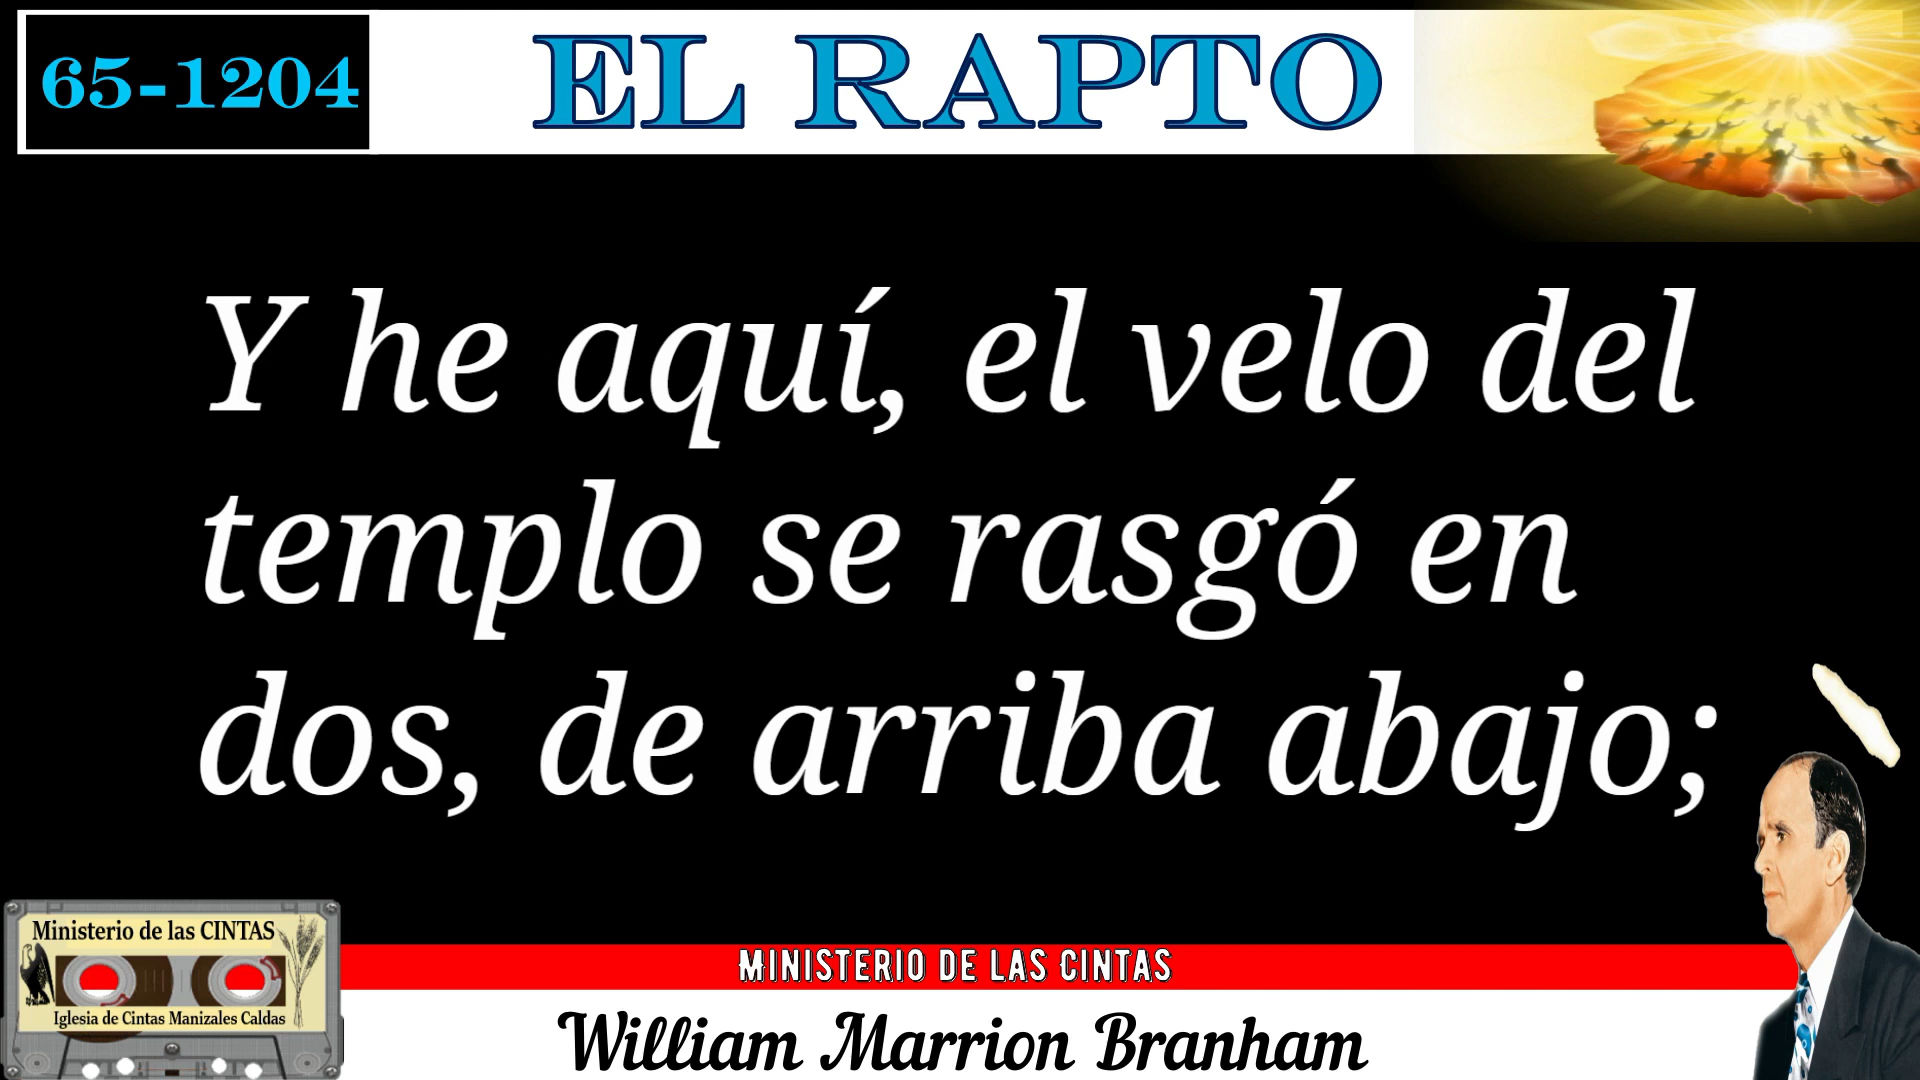 65-1204
EL RAPTO
Y he aquí, el velo del
templo se rasgó en
dos, de arriba abajo;
Ministerio de las CINTAS
Iglesia de Cintas Manizales Caldas
MINISTERIO DE LAS CINTAS
William Marrion Branham